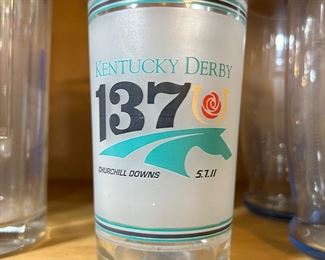 KENTUCKY DERBY
137
CHURCHILL DOWNS 5.7.11